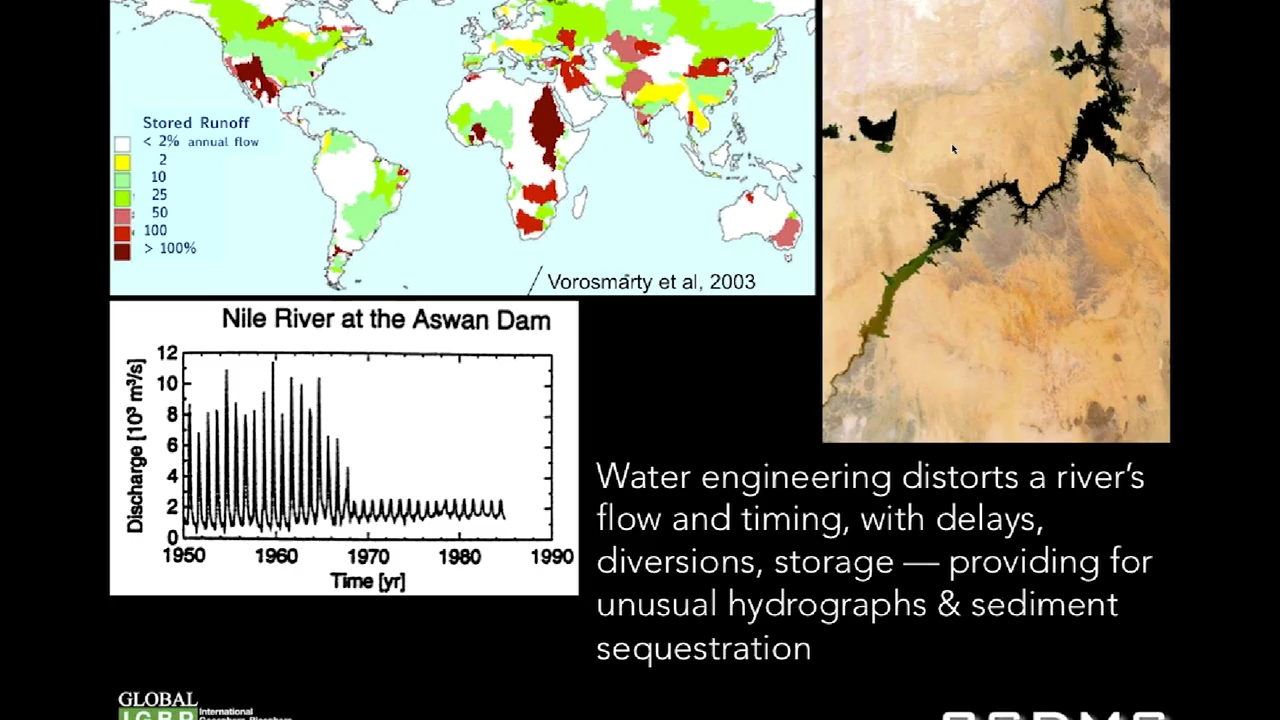 Stored Runoff
< 2% annual flow
2
10
25
50
100
> 100%
Vorosmarty et al, 2003
Nile River at the Aswan Dam
Discharge [10³ m³/s]
12
10
8
6
4
2
0
1950 1960 1970 1980 1990
Time [yr]
Water engineering distorts a river's
flow and timing, with delays,
diversions, storage — providing for
unusual hydrographs & sediment
sequestration
GLOBAL
IGBP
International